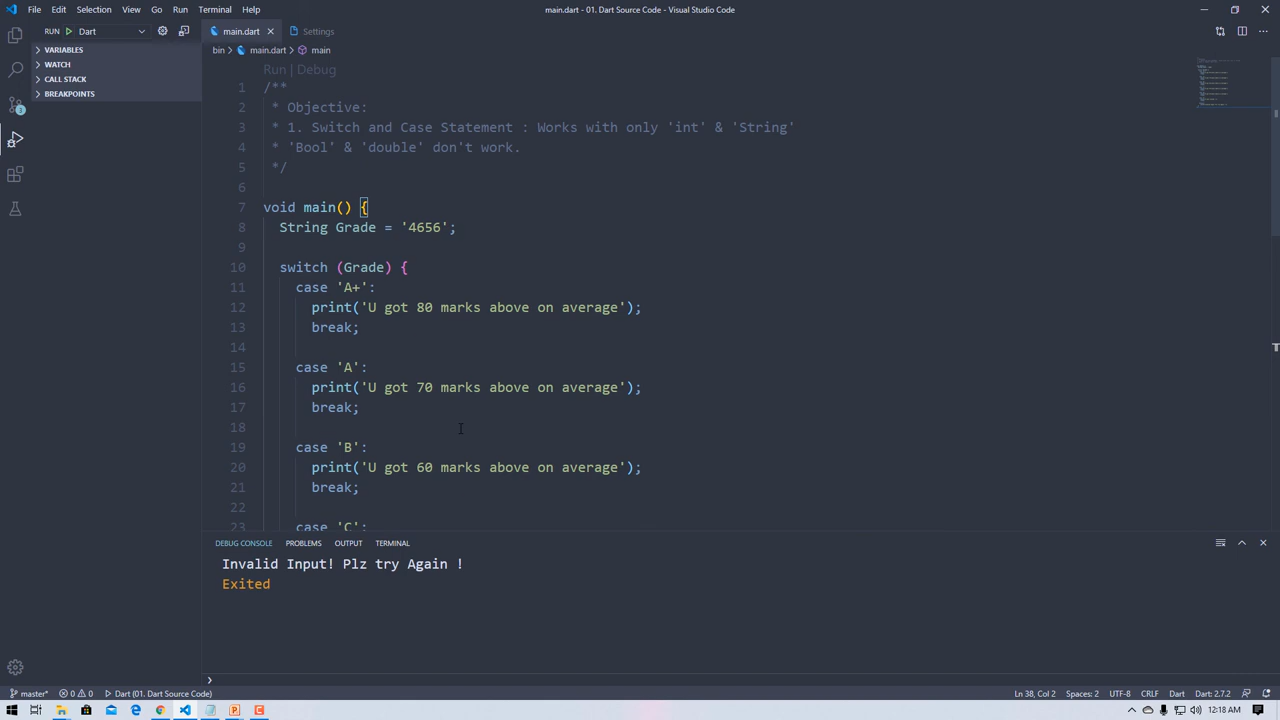 File Edit Selection View Go Run Terminal Help
main.dart - 01. Dart Source Code - Visual Studio Code
RUN Dart
main.dart Settings
VARIABLES
bin > main.dart > main
WATCH
CALL STACK
BREAKPOINTS
Run | Debug
1 /**
2 * Objective:
3 * 1. Switch and Case Statement : Works with only 'int' & 'String'
4 * 'Bool' & 'double' don't work.
5 */
6
7 void main() {
8 String Grade = '4656';
9
10 switch (Grade) {
11 case 'A+':
12 print('U got 80 marks above on average');
13 break;
14
15 case 'A':
16 print('U got 70 marks above on average');
17 break;
18
19 case 'B':
20 print('U got 60 marks above on average');
21 break;
22
23 case 'C':
DEBUG CONSOLE PROBLEMS OUTPUT TERMINAL
Invalid Input! Plz try Again !
Exited
master* 0 0 Dart (01. Dart Source Code) Ln 38, Col 2 Spaces: 2 UTF-8 CRLF Dart Dart: 2.7.2
12:18 AM